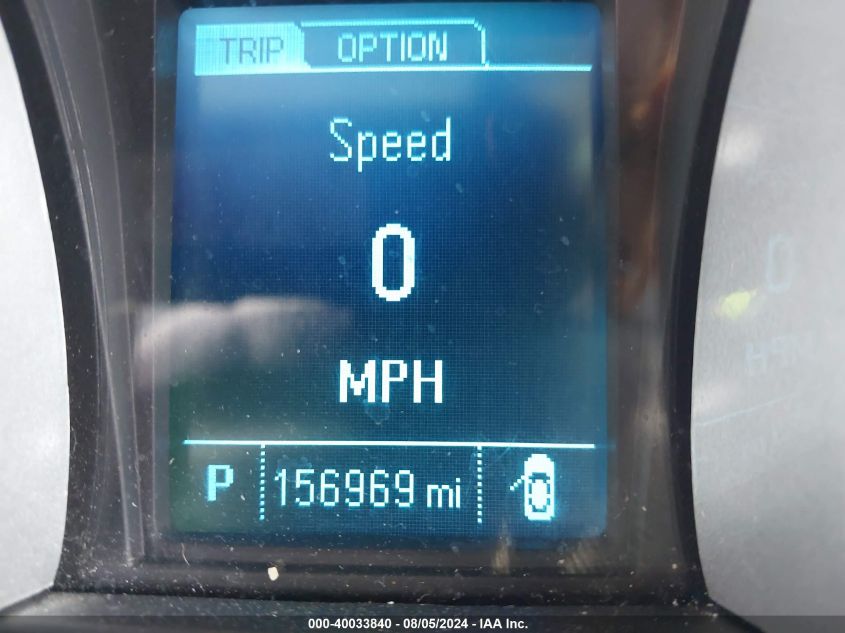 TRIP OPTION
Speed
0
MPH
P 156969 mi
000-40033840 - 08/05/2024 - IAA Inc.